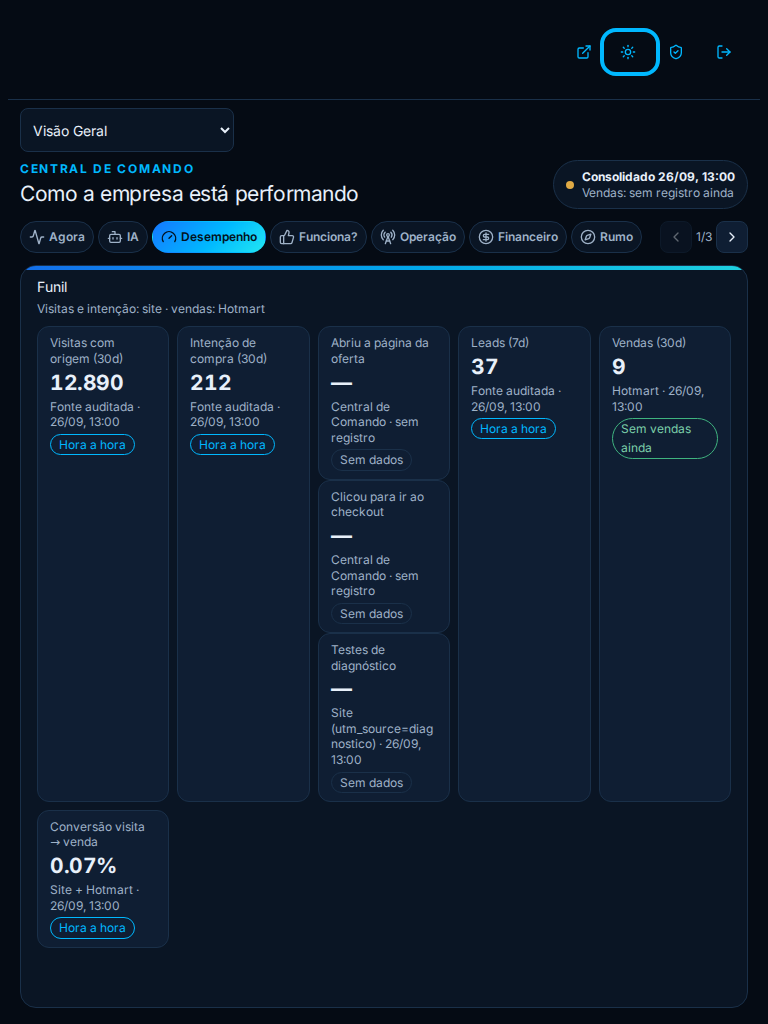 Visão Geral
CENTRAL DE COMANDO
Como a empresa está performando
Consolidado 26/09, 13:00
Vendas: sem registro ainda
Agora
IA
Desempenho
Funciona?
Operação
Financeiro
Rumo
1/3
Funil
Visitas e intenção: site · vendas: Hotmart
Visitas com
origem (30d)
12.890
Fonte auditada ·
26/09, 13:00
Hora a hora
Intenção de
compra (30d)
212
Fonte auditada ·
26/09, 13:00
Hora a hora
Abriu a página da
oferta
—
Central de
Comando · sem
registro
Sem dados
Clicou para ir ao
checkout
—
Central de
Comando · sem
registro
Sem dados
Testes de
diagnóstico
—
Site
(utm_source=diag
nostico) · 26/09,
13:00
Sem dados
Leads (7d)
37
Fonte auditada ·
26/09, 13:00
Hora a hora
Vendas (30d)
9
Hotmart · 26/09,
13:00
Sem vendas
ainda
Conversão visita
→ venda
0.07%
Site + Hotmart ·
26/09, 13:00
Hora a hora